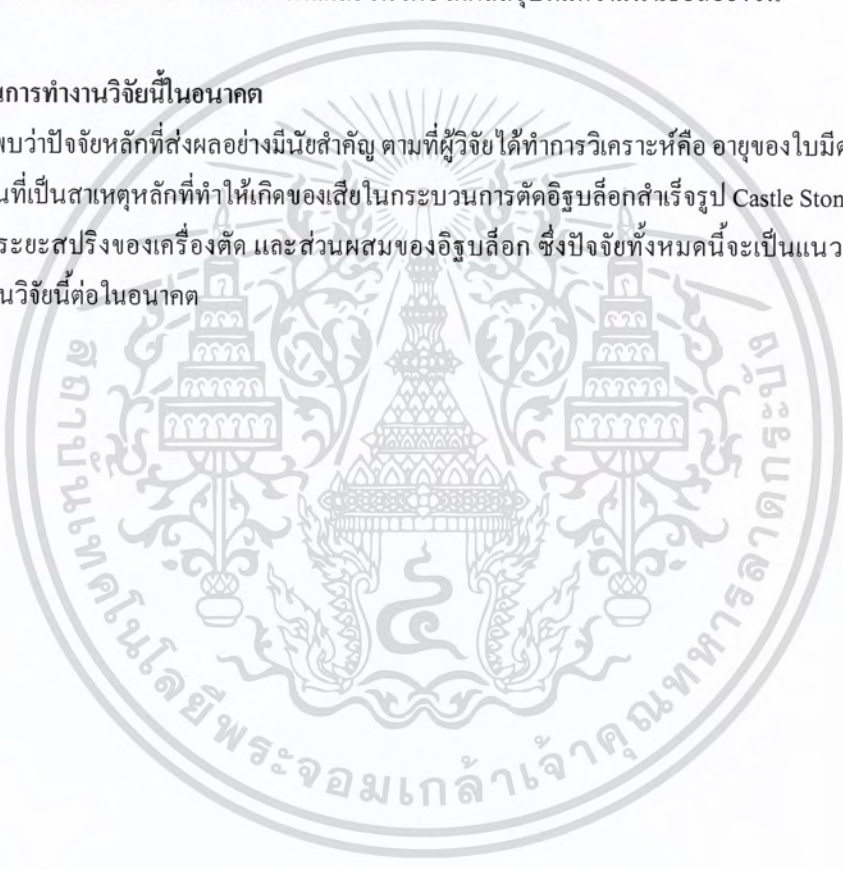 นการทำงานวิจัยนี้ในอนาคต
พบว่าปัจจัยหลักที่ส่งผลอย่างมีนัยสำคัญ ตามที่ผู้วิจัยได้ทำการวิเคราะห์คือ อายุของใบมีด
นที่เป็นสาเหตุหลักที่ทำให้เกิดของเสียในกระบวนการตัดอิฐบล็อกสำเร็จรูป Castle Ston
ระยะสปริงของเครื่องตัด และส่วนผสมของอิฐบล็อก ซึ่งปัจจัยทั้งหมดนี้จะเป็นแนว
นวิจัยนี้ต่อในอนาคต
สถาบันเทคโนโลยีพระจอมเกล้าเจ้าคุณทหารลาดกระบัง